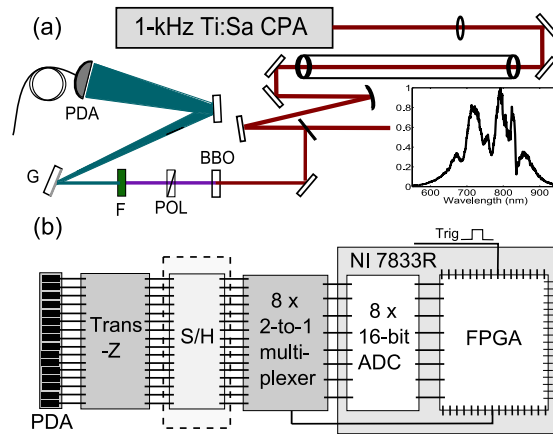 (a)
1-kHz Ti:Sa CPA
PDA
G
F
POL
BBO
1
0.8
0.6
0.4
0.2
0
600 700 800 900
Wavelength (nm)
(b)
Trig
NI 7833R
Trans
-Z
S/H
8 x
2-to-1
multi-
plexer
8 x
16-bit
ADC
FPGA
PDA